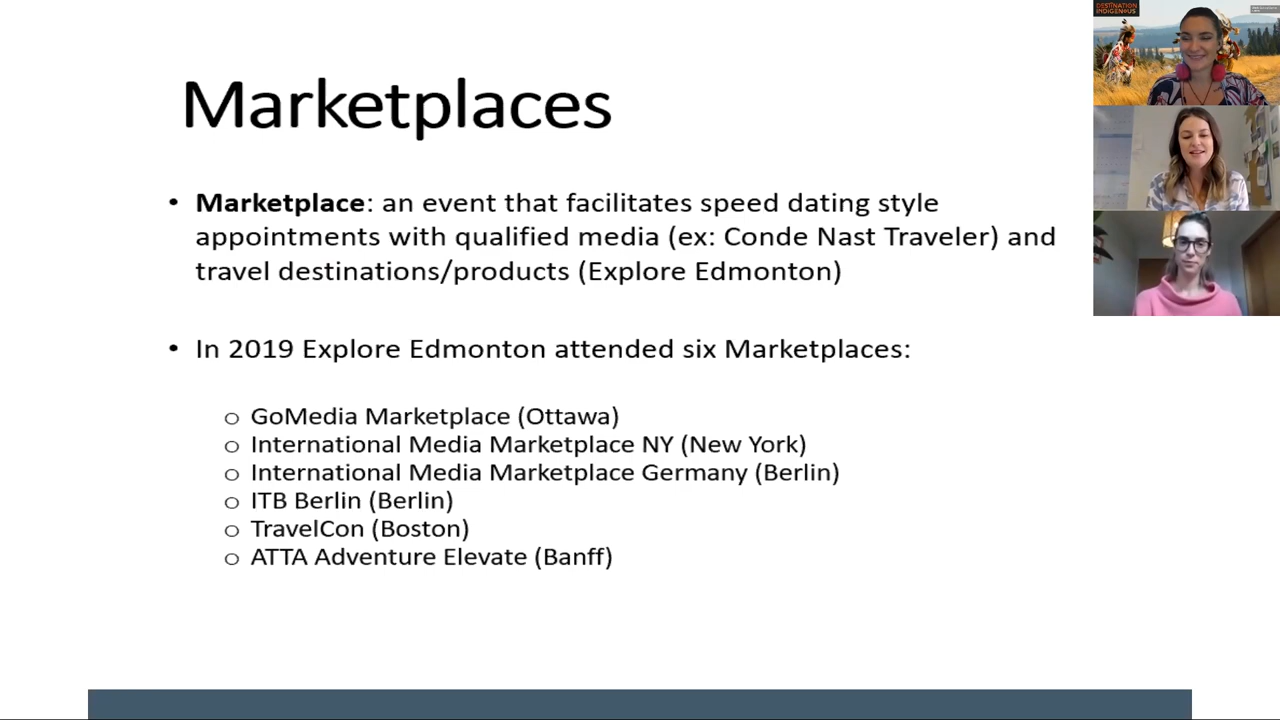 Marketplaces
• Marketplace: an event that facilitates speed dating style
appointments with qualified media (ex: Conde Nast Traveler) and
travel destinations/products (Explore Edmonton)
• In 2019 Explore Edmonton attended six Marketplaces:
o GoMedia Marketplace (Ottawa)
o International Media Marketplace NY (New York)
o International Media Marketplace Germany (Berlin)
o ITB Berlin (Berlin)
o TravelCon (Boston)
o ATTA Adventure Elevate (Banff)
DESTINATION
INDIGENOUS